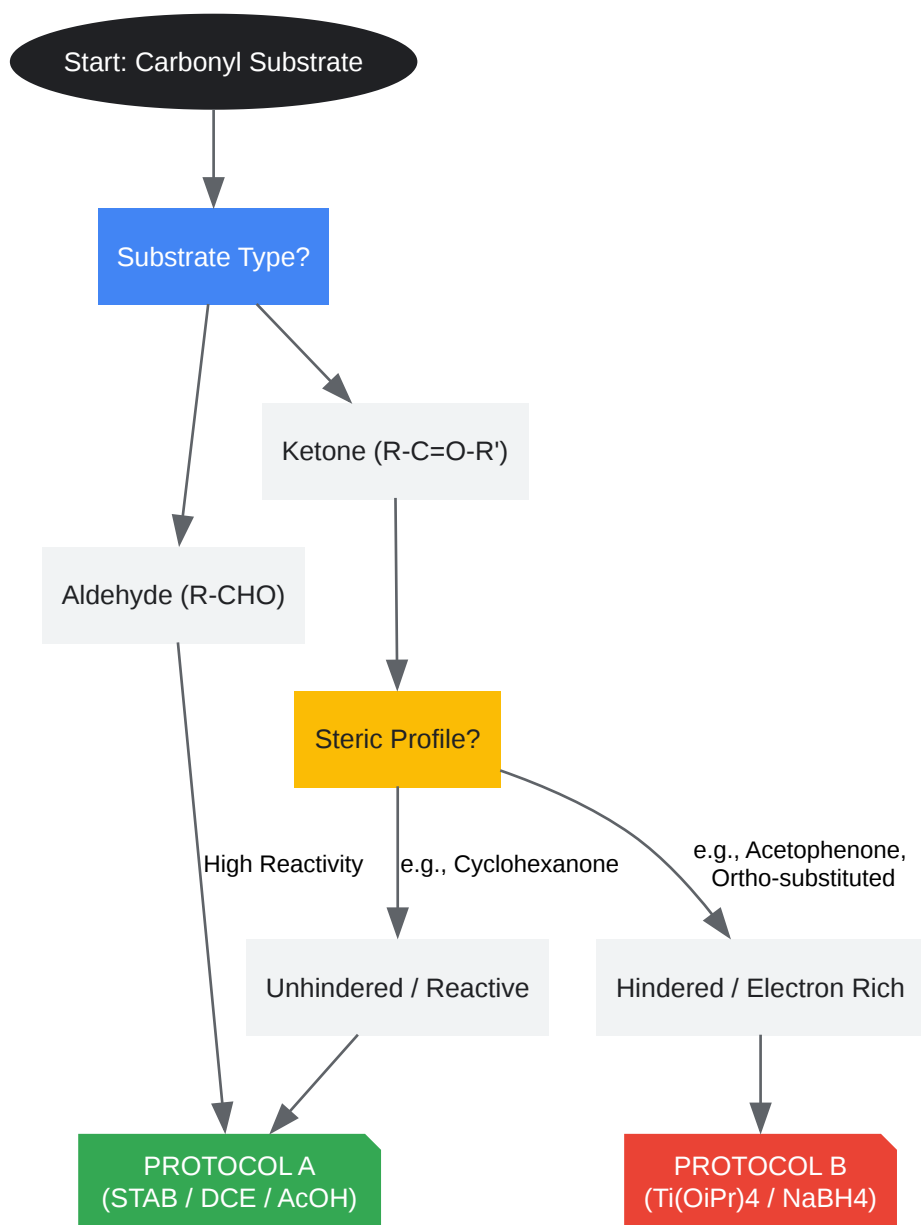 Start: Carbonyl Substrate
Substrate Type?
Ketone (R-C=O-R')
Aldehyde (R-CHO)
Steric Profile?
High Reactivity
e.g., Cyclohexanone
e.g., Acetophenone,
Ortho-substituted
Unhindered / Reactive
Hindered / Electron Rich
PROTOCOL A
(STAB / DCE / AcOH)
PROTOCOL B
(Ti(OiPr)4 / NaBH4)